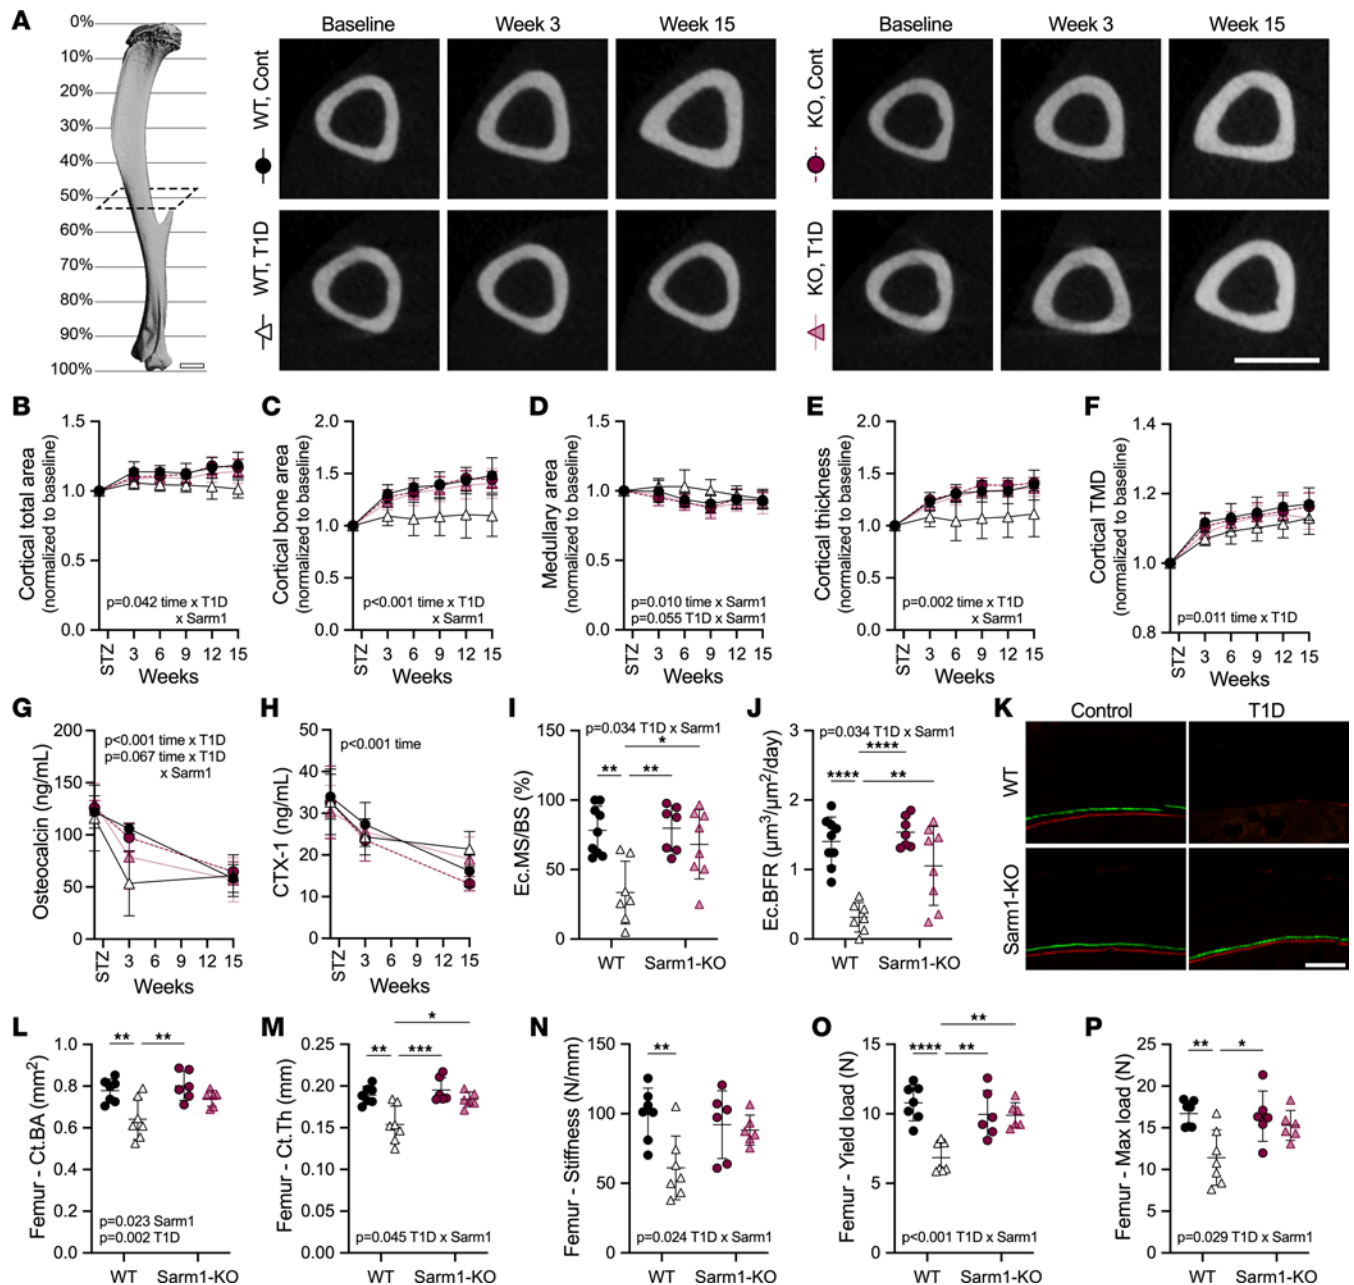 A
0%
10%
20%
30%
40%
50%
60%
70%
80%
90%
100%
Baseline
Week 3
Week 15
Baseline
Week 3
Week 15
WT, Cont
KO, Cont
WT, T1D
KO, T1D
B
Cortical total area
(normalized to baseline)
1.5
1.0
0.5
0.0
p=0.042 time x T1D
x Sarm1
STZ 3 6 9 12 15
Weeks
C
Cortical bone area
(normalized to baseline)
2.0
1.5
1.0
0.5
0.0
p<0.001 time x T1D
x Sarm1
STZ 3 6 9 12 15
Weeks
D
Medullary area
(normalized to baseline)
1.5
1.0
0.5
0.0
p=0.010 time x Sarm1
p=0.055 T1D x Sarm1
STZ 3 6 9 12 15
Weeks
E
Cortical thickness
(normalized to baseline)
2.0
1.5
1.0
0.5
0.0
p=0.002 time x T1D
x Sarm1
STZ 3 6 9 12 15
Weeks
F
Cortical TMD
(normalized to baseline)
1.4
1.2
1.0
0.8
p=0.011 time x T1D
STZ 3 6 9 12 15
Weeks
G
Osteocalcin (ng/mL)
200
150
100
50
0
p<0.001 time x T1D
p=0.067 time x T1D
x Sarm1
STZ 3 6 9 12 15
Weeks
H
CTX-1 (ng/mL)
50
40
30
20
10
0
p<0.001 time
STZ 3 6 9 12 15
Weeks
I
Ec.MS/BS (%)
150
100
50
0
p=0.034 T1D x Sarm1
*
** **
WT Sarm1-KO
J
Ec.BFR (µm³/µm²/day)
3
2
1
0
p=0.034 T1D x Sarm1
****
**** **
WT Sarm1-KO
K
Control
T1D
WT
Sarm1-KO
L
Femur - Ct.BA (mm²)
1.0
0.8
0.6
0.4
0.2
0.0
** **
p=0.023 Sarm1
p=0.002 T1D
WT Sarm1-KO
M
Femur - Ct.Th (mm)
0.25
0.20
0.15
0.10
0.05
0.00
*
** ***
p=0.045 T1D x Sarm1
WT Sarm1-KO
N
Femur - Stiffness (N/mm)
150
100
50
0
**
p=0.024 T1D x Sarm1
WT Sarm1-KO
O
Femur - Yield load (N)
15
10
5
0
**
**** **
p<0.001 T1D x Sarm1
WT Sarm1-KO
P
Femur - Max load (N)
25
20
15
10
5
0
** *
p=0.029 T1D x Sarm1
WT Sarm1-KO